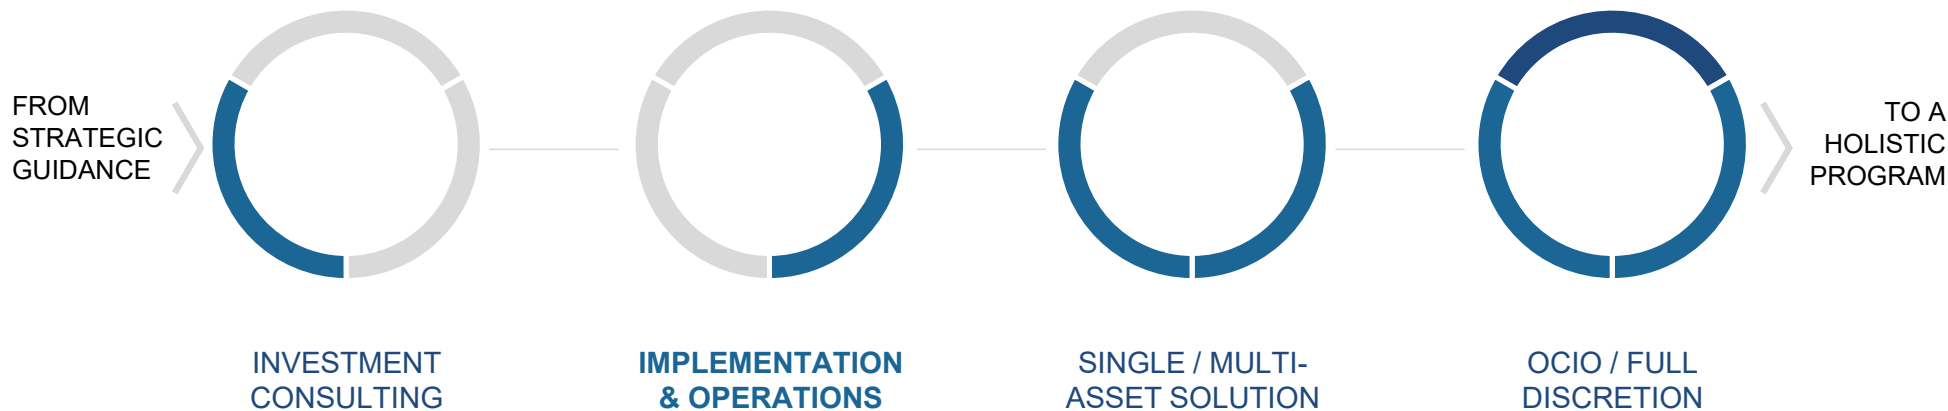 FROM
STRATEGIC
GUIDANCE
TO A
HOLISTIC
PROGRAM
INVESTMENT
CONSULTING
IMPLEMENTATION
& OPERATIONS
SINGLE / MULTI-
ASSET SOLUTION
OCIO / FULL
DISCRETION